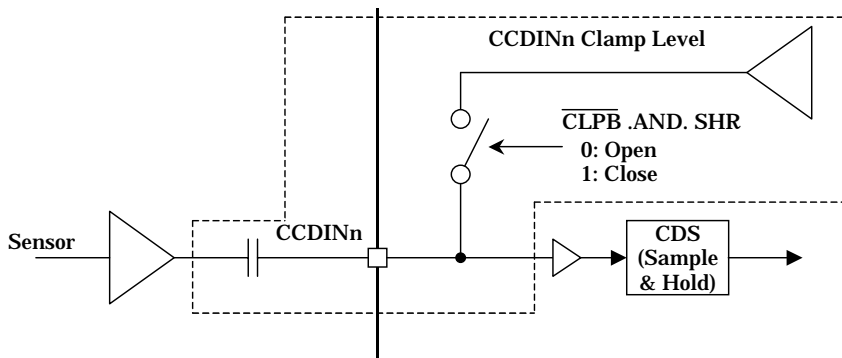 CCDINn Clamp Level
CLPB .AND. SHR
0: Open
1: Close
Sensor
CCDINn
CDS
(Sample
& Hold)